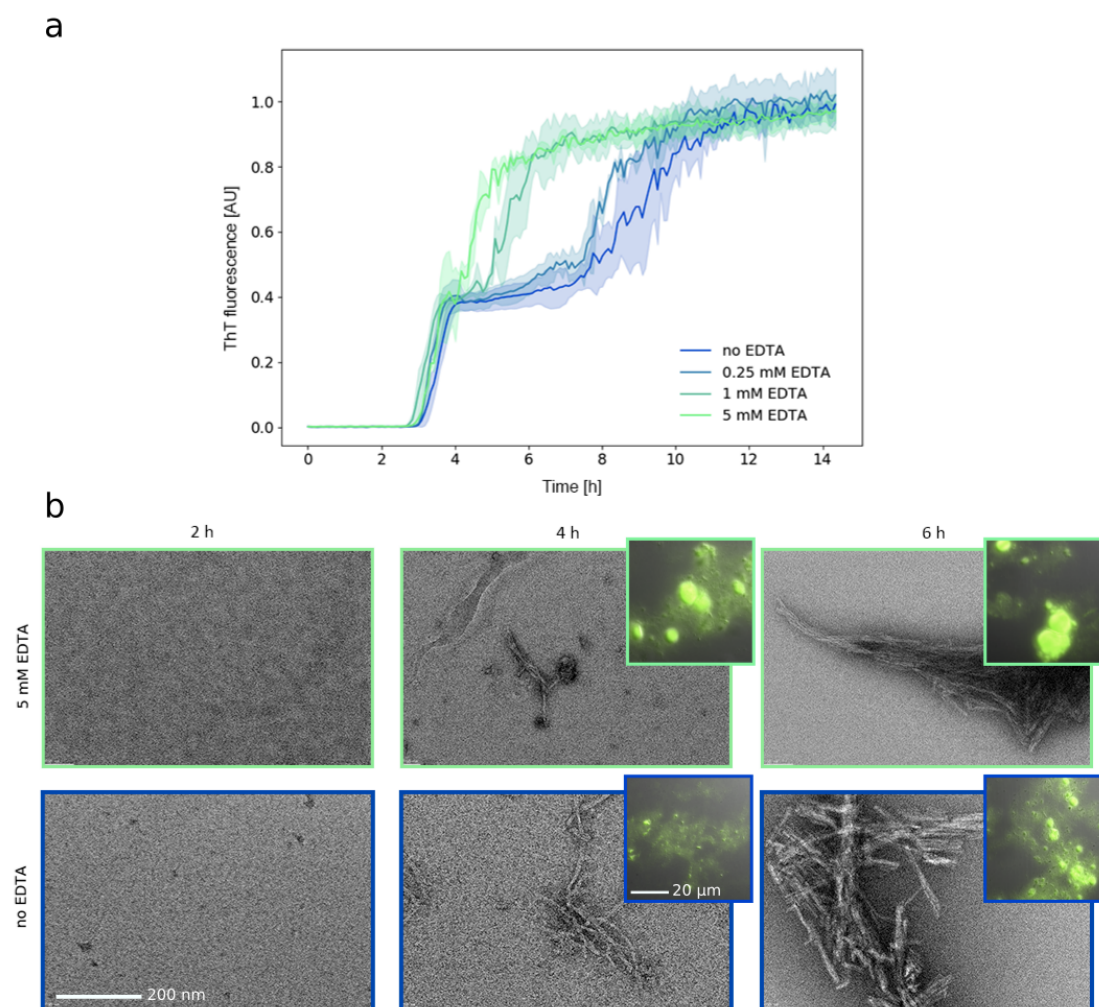 a
1.0
0.8
0.6
0.4
0.2
0.0
ThT fluorescence [AU]
no EDTA
0.25 mM EDTA
1 mM EDTA
5 mM EDTA
0 2 4 6 8 10 12 14
Time [h]
b
2 h 4 h 6 h
5 mM EDTA
no EDTA
20 μm
200 nm